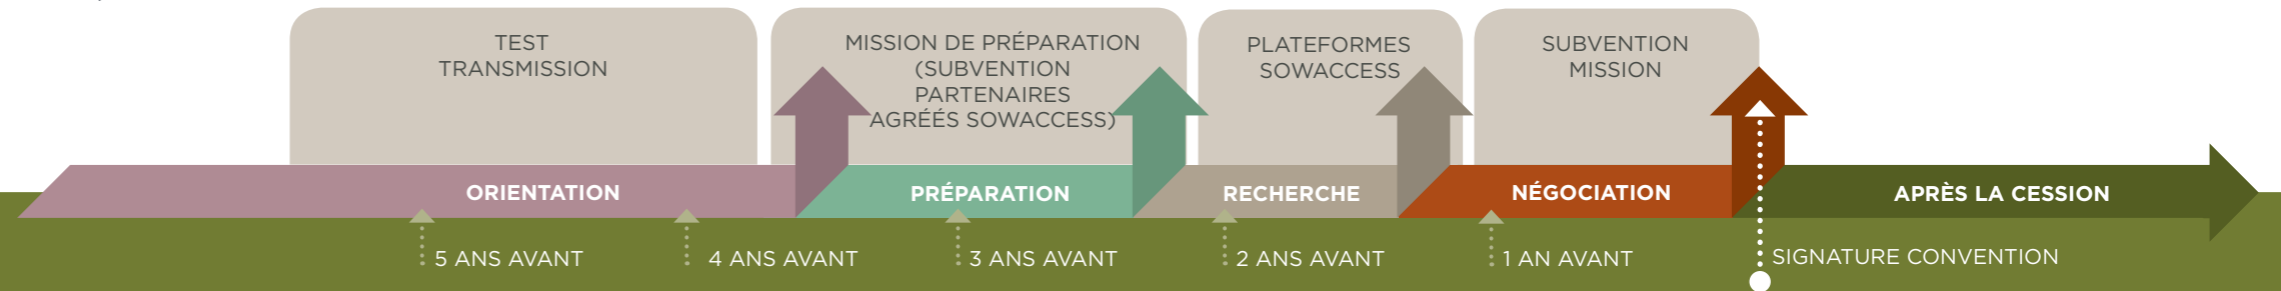 TEST
TRANSMISSION
MISSION DE PRÉPARATION
(SUBVENTION
PARTENAIRES
AGRÉÉS SOWACCESS)
PLATEFORMES
SOWACCESS
SUBVENTION
MISSION
ORIENTATION
PRÉPARATION
RECHERCHE
NÉGOCIATION
APRÈS LA CESSION
5 ANS AVANT
4 ANS AVANT
3 ANS AVANT
2 ANS AVANT
1 AN AVANT
SIGNATURE CONVENTION